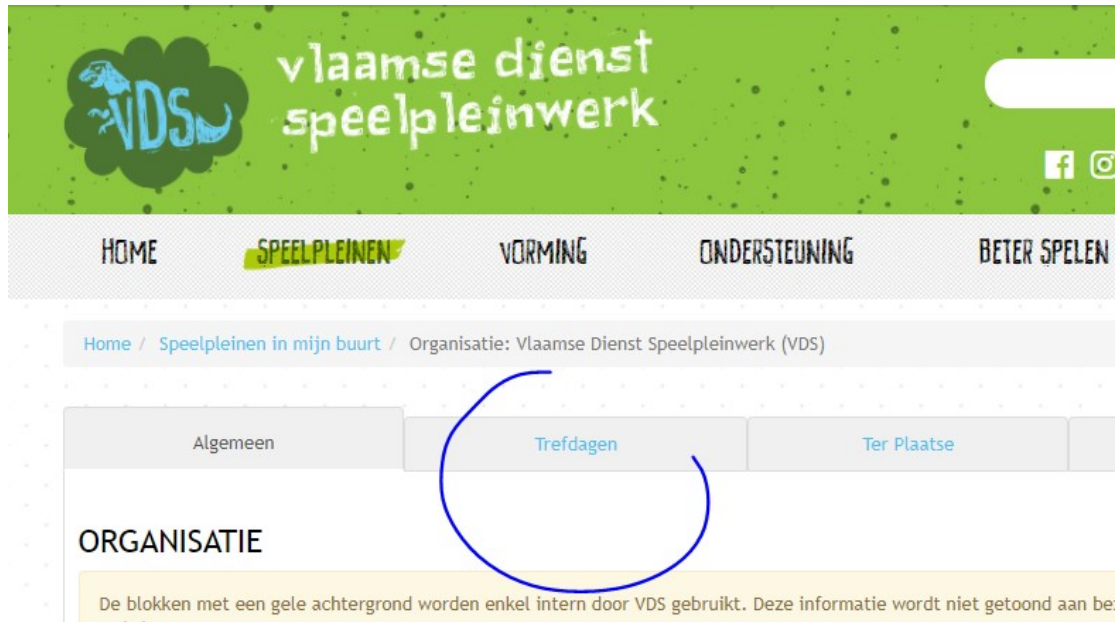 VDS
vlaamse dienst
speelpleinwerk
HOME SPEELPLEINEN VORMING ONDERSTEUNING BETER SPELEN
Home / Speelpleinen in mijn buurt / Organisatie: Vlaamse Dienst Speelpleinwerk (VDS)
Algemeen Trefdagen Ter Plaatse
ORGANISATIE
De blokken met een gele achtergrond worden enkel intern door VDS gebruikt. Deze informatie wordt niet getoond aan